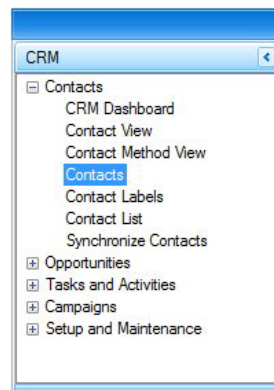 CRM
Contacts
CRM Dashboard
Contact View
Contact Method View
Contacts
Contact Labels
Contact List
Synchronize Contacts
Opportunities
Tasks and Activities
Campaigns
Setup and Maintenance